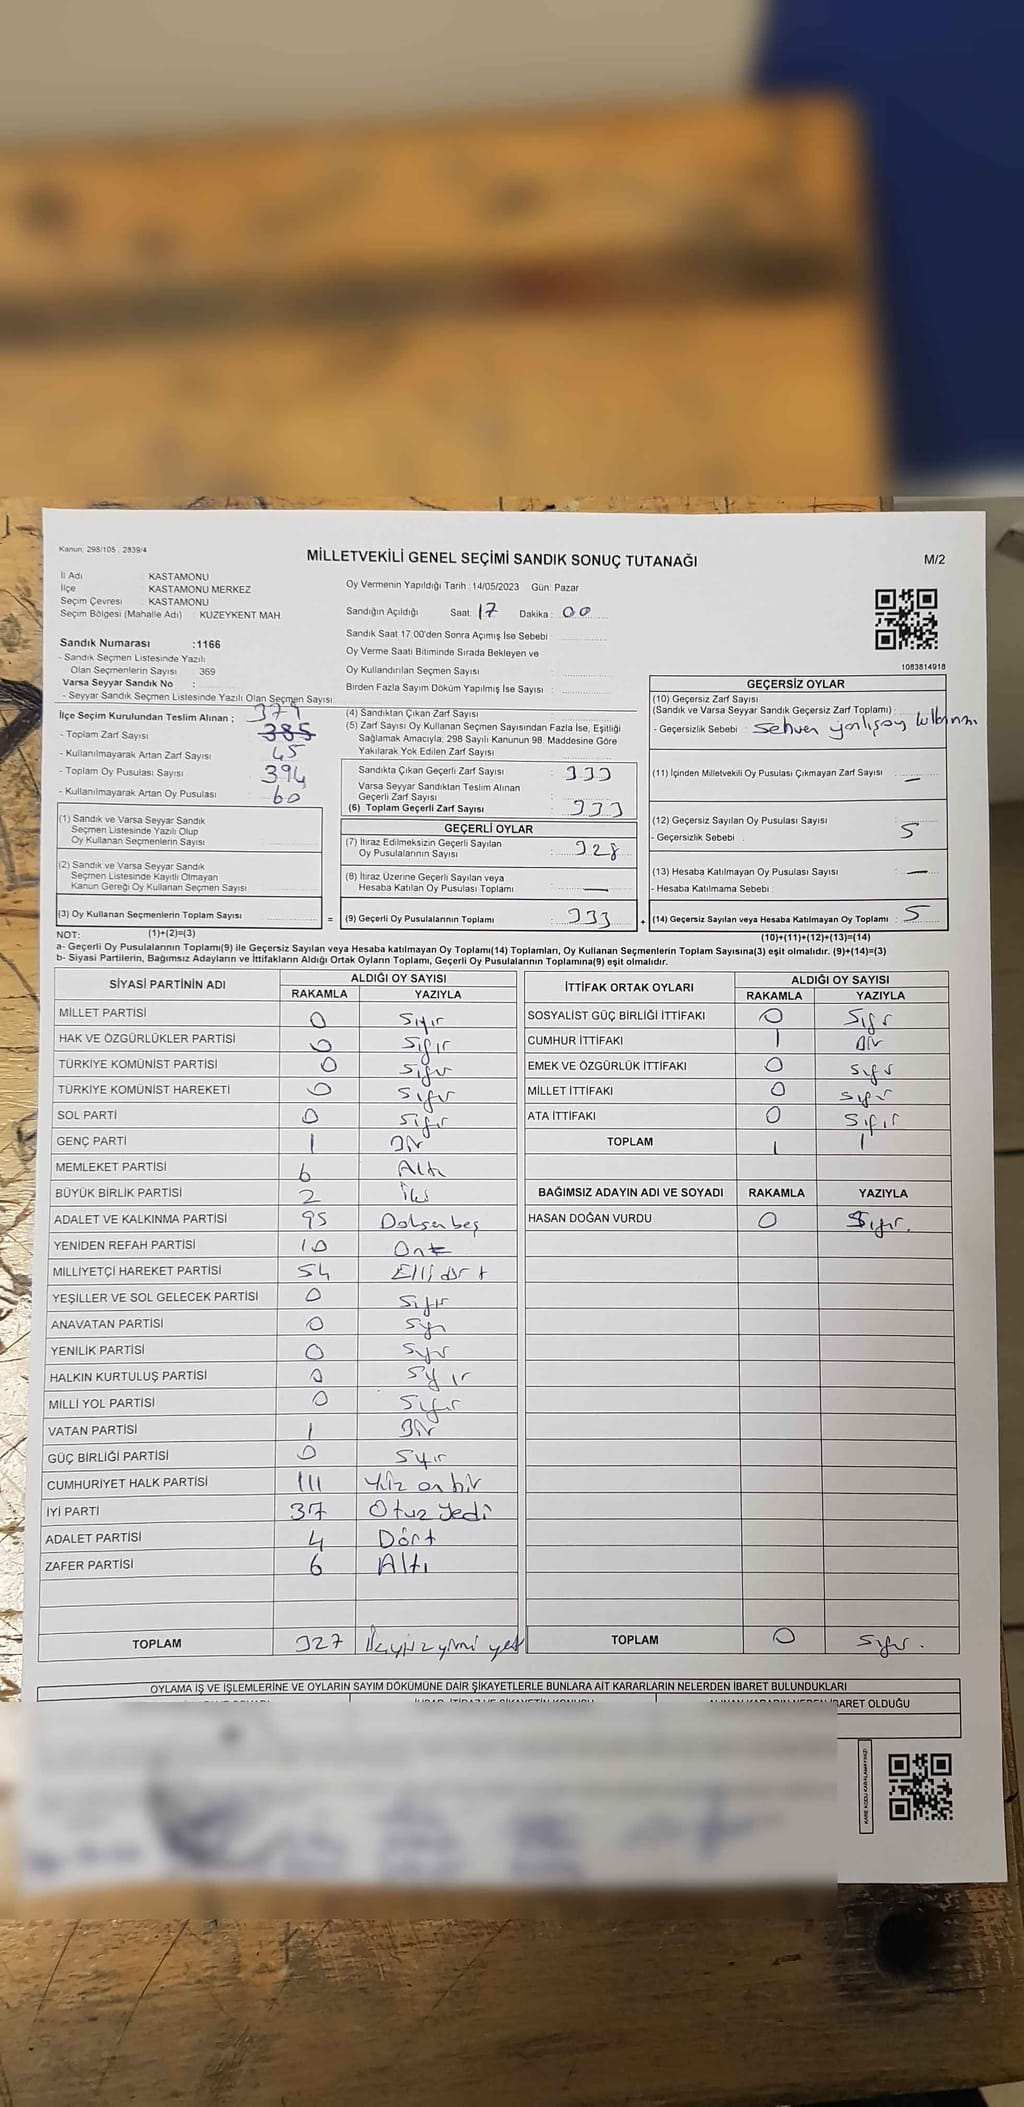 Kanun: 298/105 , 2839/4
MİLLETVEKİLİ GENEL SEÇİMİ SANDIK SONUÇ TUTANAĞI
M/2
İl Adı : KASTAMONU
İlçe : KASTAMONU MERKEZ
Seçim Çevresi : KASTAMONU
Seçim Bölgesi (Mahalle Adı) : KUZEYKENT MAH.
Oy Vermenin Yapıldığı Tarih : 14/05/2023 Gün: Pazar
Sandığın Açıldığı Saat: 17 Dakika : 00
Sandık Saat 17:00'den Sonra Açımış İse Sebebi :
Oy Verme Saati Bitiminde Sırada Bekleyen ve
Oy Kullandırılan Seçmen Sayısı :
Birden Fazla Sayım Döküm Yapılmış İse Sayısı :
1083814918
Sandık Numarası :1166
- Sandık Seçmen Listesinde Yazılı
Olan Seçmenlerin Sayısı 369
Varsa Seyyar Sandık No :
- Seyyar Sandık Seçmen Listesinde Yazılı Olan Seçmen Sayısı
İlçe Seçim Kurulundan Teslim Alınan ; 379
- Toplam Zarf Sayısı : 385
- Kullanılmayarak Artan Zarf Sayısı : 45
- Toplam Oy Pusulası Sayısı : 394
- Kullanılmayarak Artan Oy Pusulası : 60
(1) Sandık ve Varsa Seyyar Sandık
Seçmen Listesinde Yazılı Olup
Oy Kullanan Seçmenlerin Sayısı
(2) Sandık ve Varsa Seyyar Sandık
Seçmen Listesinde Kayıtlı Olmayan
Kanun Gereği Oy Kullanan Seçmen Sayısı
(3) Oy Kullanan Seçmenlerin Toplam Sayısı =
(4) Sandıktan Çıkan Zarf Sayısı :
(5) Zarf Sayısı Oy Kullanan Seçmen Sayısından Fazla İse, Eşitliği
Sağlamak Amacıyla; 298 Sayılı Kanunun 98. Maddesine Göre
Yakılarak Yok Edilen Zarf Sayısı
Sandıkta Çıkan Geçerli Zarf Sayısı : 333
Varsa Seyyar Sandıktan Teslim Alınan
Geçerli Zarf Sayısı :
(6) Toplam Geçerli Zarf Sayısı : 333
GEÇERLİ OYLAR
(7) İtiraz Edilmeksizin Geçerli Sayılan
Oy Pusulalarının Sayısı : 328
(8) İtiraz Üzerine Geçerli Sayılan veya
Hesaba Katılan Oy Pusulası Toplamı : —
(9) Geçerli Oy Pusulalarının Toplamı : 333 +
GEÇERSİZ OYLAR
(10) Geçersiz Zarf Sayısı
(Sandık ve Varsa Seyyar Sandık Geçersiz Zarf Toplamı) :
- Geçersizlik Sebebi : Sehven
(11) İçinden Milletvekili Oy Pusulası Çıkmayan Zarf Sayısı : —
(12) Geçersiz Sayılan Oy Pusulası Sayısı : 5
- Geçersizlik Sebebi :
(13) Hesaba Katılmayan Oy Pusulası Sayısı : —
- Hesaba Katılmama Sebebi :
(14) Geçersiz Sayılan veya Hesaba Katılmayan Oy Toplamı : 5
NOT: (1)+(2)=(3)
(10)+(11)+(12)+(13)=(14)
a- Geçerli Oy Pusulalarının Toplamı(9) ile Geçersiz Sayılan veya Hesaba katılmayan Oy Toplamı(14) Toplamları, Oy Kullanan Seçmenlerin Toplam Sayısına(3) eşit olmalıdır. (9)+(14)=(3)
b- Siyasi Partilerin, Bağımsız Adayların ve İttifakların Aldığı Ortak Oyların Toplamı, Geçerli Oy Pusulalarının Toplamına(9) eşit olmalıdır.
SİYASİ PARTİNİN ADI
ALDIĞI OY SAYISI
RAKAMLA YAZIYLA
MİLLET PARTİSİ 0 Sıfır
HAK VE ÖZGÜRLÜKLER PARTİSİ 0 Sıfır
TÜRKİYE KOMÜNİST PARTİSİ 0 Sıfır
TÜRKİYE KOMÜNİST HAREKETİ 0 Sıfır
SOL PARTİ 0 Sıfır
GENÇ PARTİ 1 Bir
MEMLEKET PARTİSİ 6 Altı
BÜYÜK BİRLİK PARTİSİ 2 İki
ADALET VE KALKINMA PARTİSİ 95 Doksanbeş
YENİDEN REFAH PARTİSİ 10 On
MİLLİYETÇİ HAREKET PARTİSİ 54 Ellidört
YEŞİLLER VE SOL GELECEK PARTİSİ 0 Sıfır
ANAVATAN PARTİSİ 0 Sıfır
YENİLİK PARTİSİ 0 Sıfır
HALKIN KURTULUŞ PARTİSİ 0 Sıfır
MİLLİ YOL PARTİSİ 0 Sıfır
VATAN PARTİSİ 1 Bir
GÜÇ BİRLİĞİ PARTİSİ 0 Sıfır
CUMHURİYET HALK PARTİSİ 111 Yüz on bir
İYİ PARTİ 37 Otuz Yedi
ADALET PARTİSİ 4 Dört
ZAFER PARTİSİ 6 Altı
TOPLAM 327
İTTİFAK ORTAK OYLARI
ALDIĞI OY SAYISI
RAKAMLA YAZIYLA
SOSYALİST GÜÇ BİRLİĞİ İTTİFAKI 0 Sıfır
CUMHUR İTTİFAKI 1 Bir
EMEK VE ÖZGÜRLÜK İTTİFAKI 0 Sıfır
MİLLET İTTİFAKI 0 Sıfır
ATA İTTİFAKI 0 Sıfır
TOPLAM 1 1
BAĞIMSIZ ADAYIN ADI VE SOYADI RAKAMLA YAZIYLA
HASAN DOĞAN VURDU 0 Sıfır.
TOPLAM 0 Sıfır.
OYLAMA İŞ VE İŞLEMLERİNE VE OYLARIN SAYIM DÖKÜMÜNE DAİR ŞİKAYETLERLE BUNLARA AİT KARARLARIN NELERDEN İBARET BULUNDUKLARI
İBARET OLDUĞU